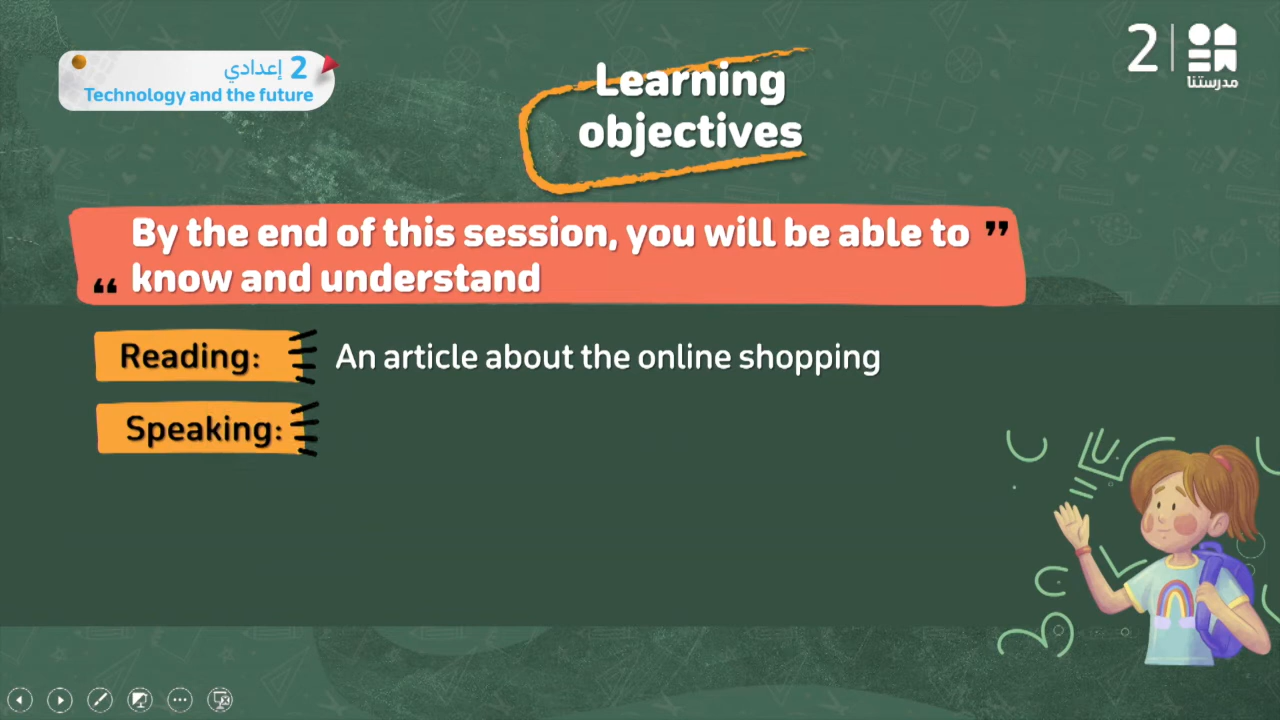 2 إعدادي
Technology and the future
Learning
objectives
2
مدرستنا
By the end of this session, you will be able to
know and understand
Reading:
An article about the online shopping
Speaking: